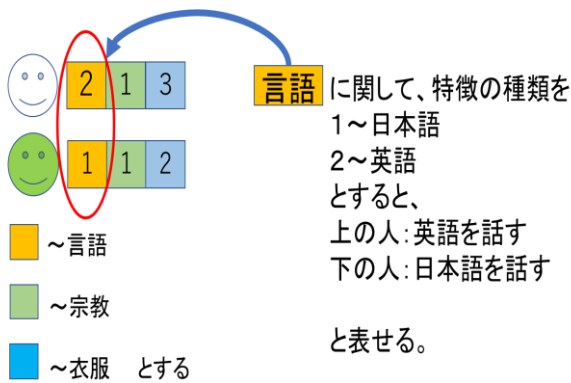 2 1 3
1 1 2
～言語
～宗教
～衣服 とする
言語に関して、特徴の種類を
1～日本語
2～英語
とすると、
上の人：英語を話す
下の人：日本語を話す
と表せる。